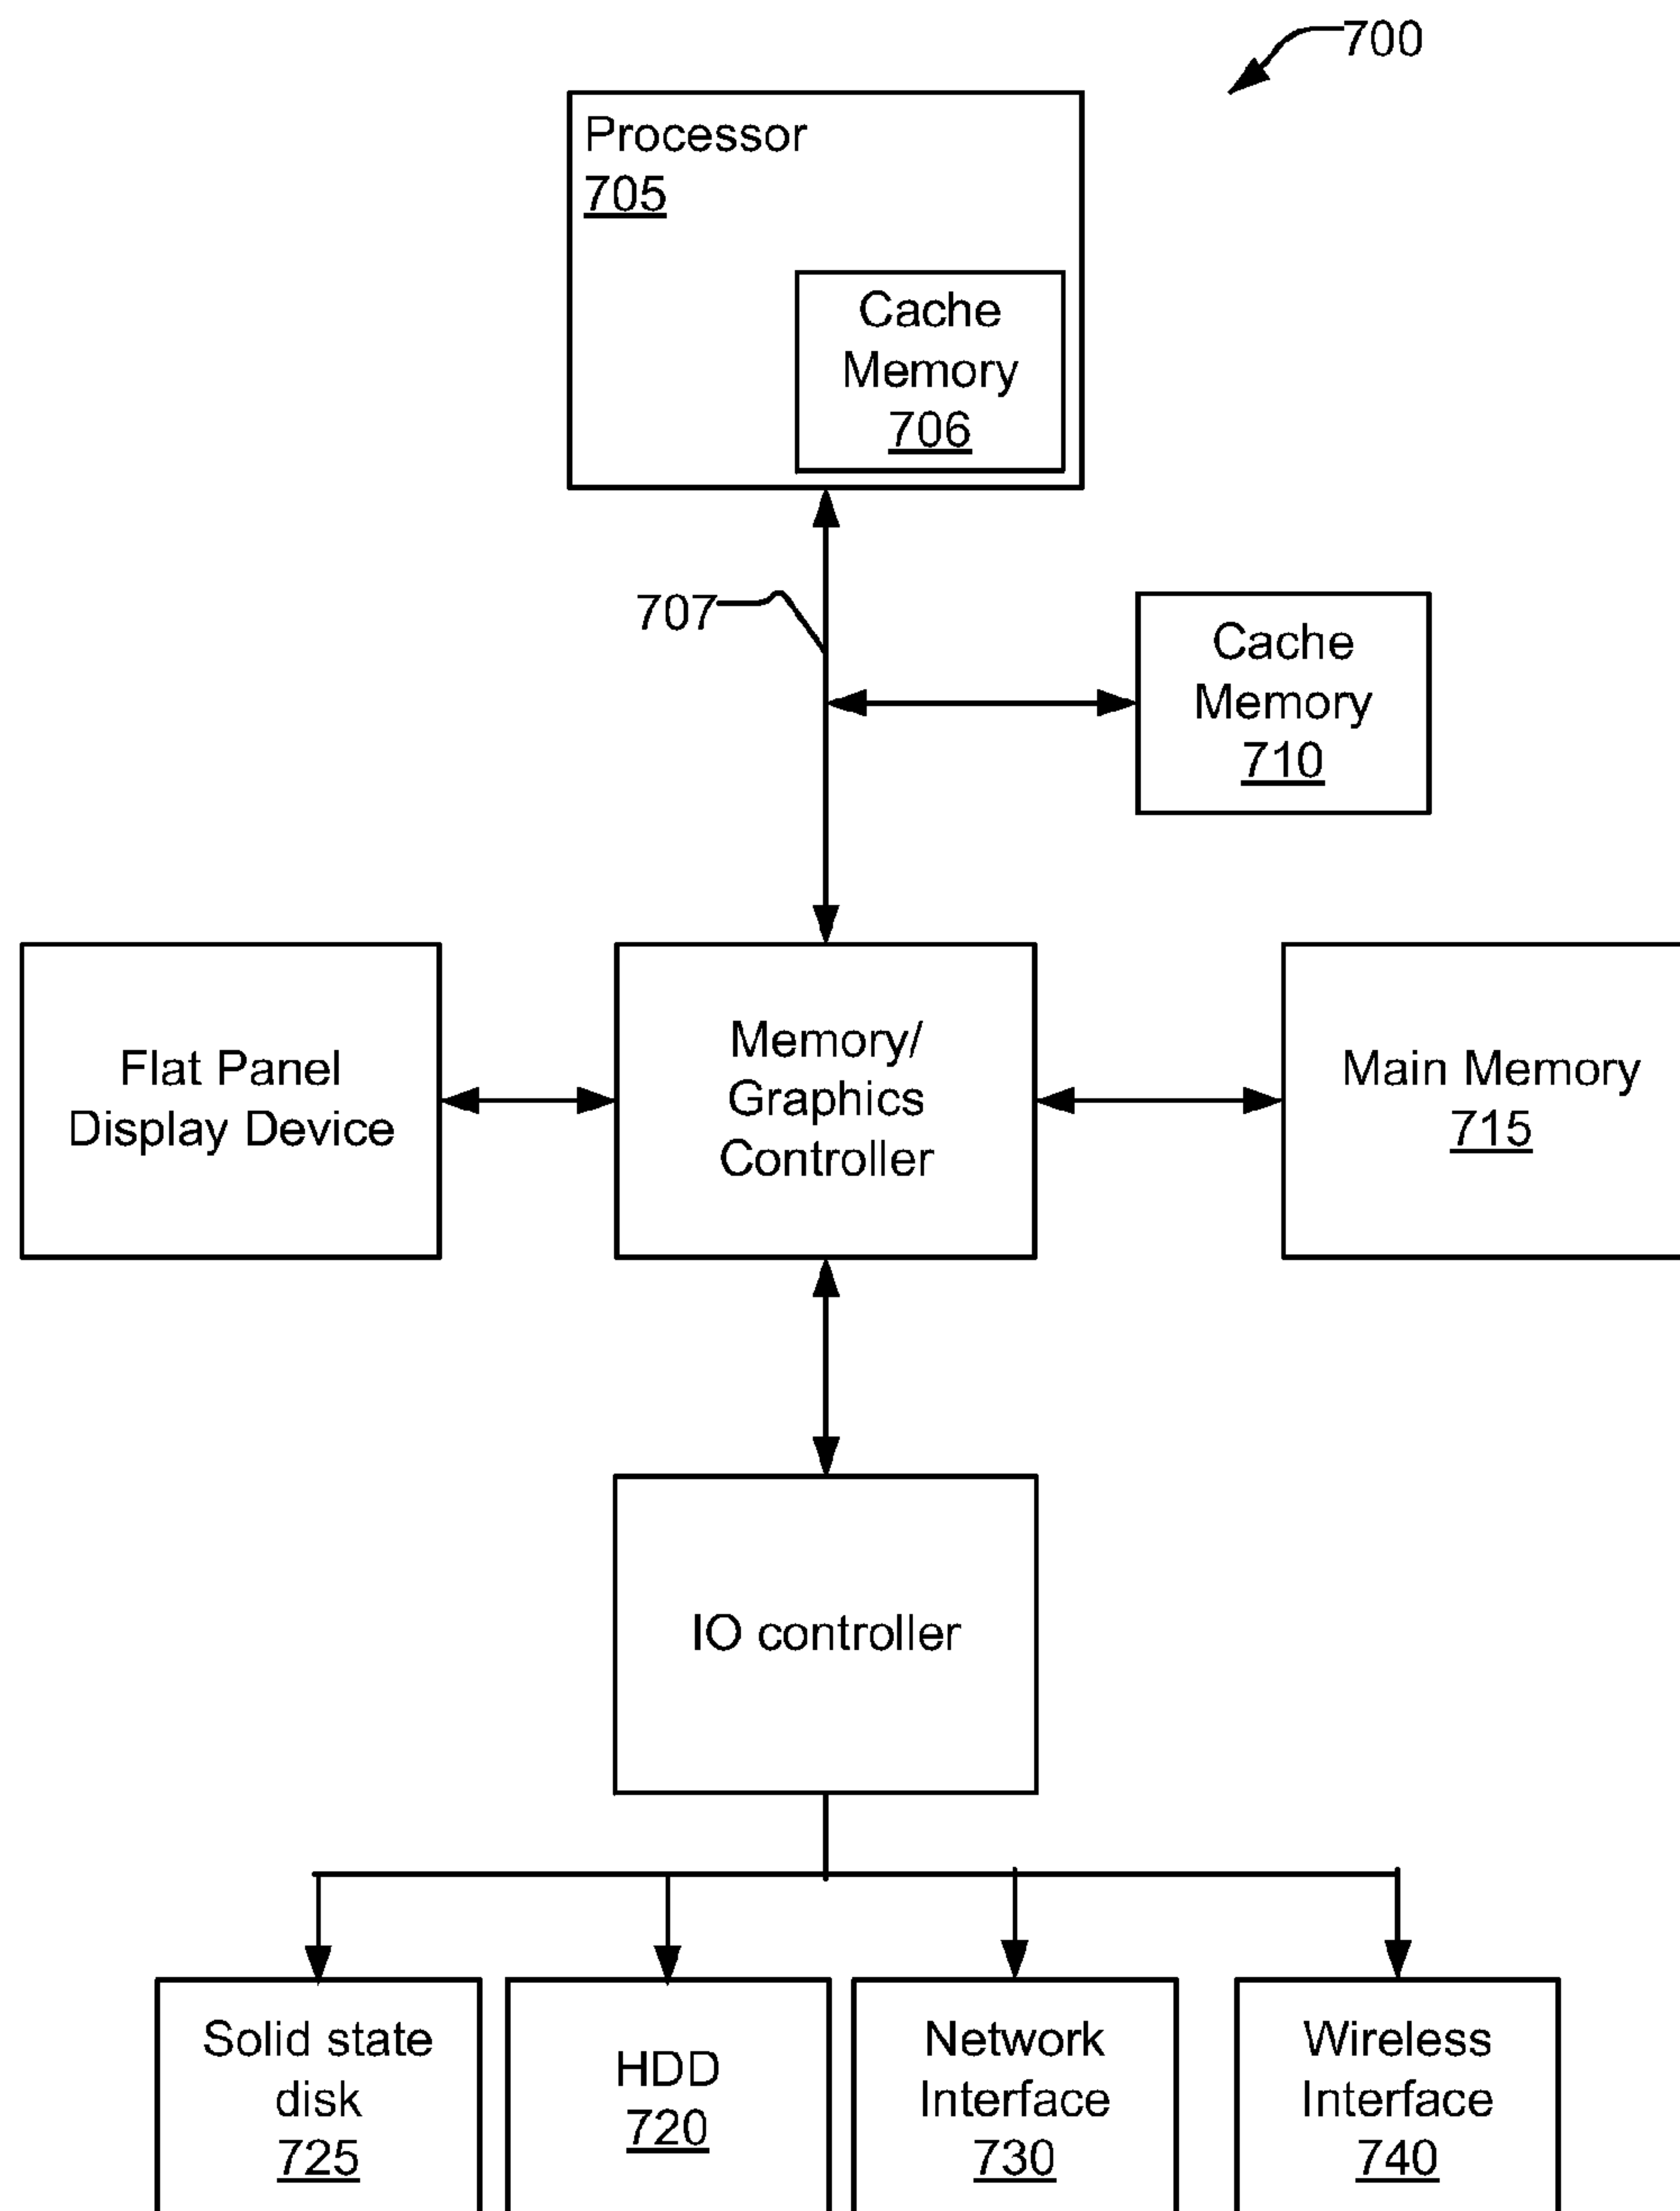 700
Processor
705
Cache
Memory
706
707
Cache
Memory
710
Flat Panel
Display Device
Memory/
Graphics
Controller
Main Memory
715
IO controller
Solid state
disk
725
HDD
720
Network
Interface
730
Wireless
Interface
740